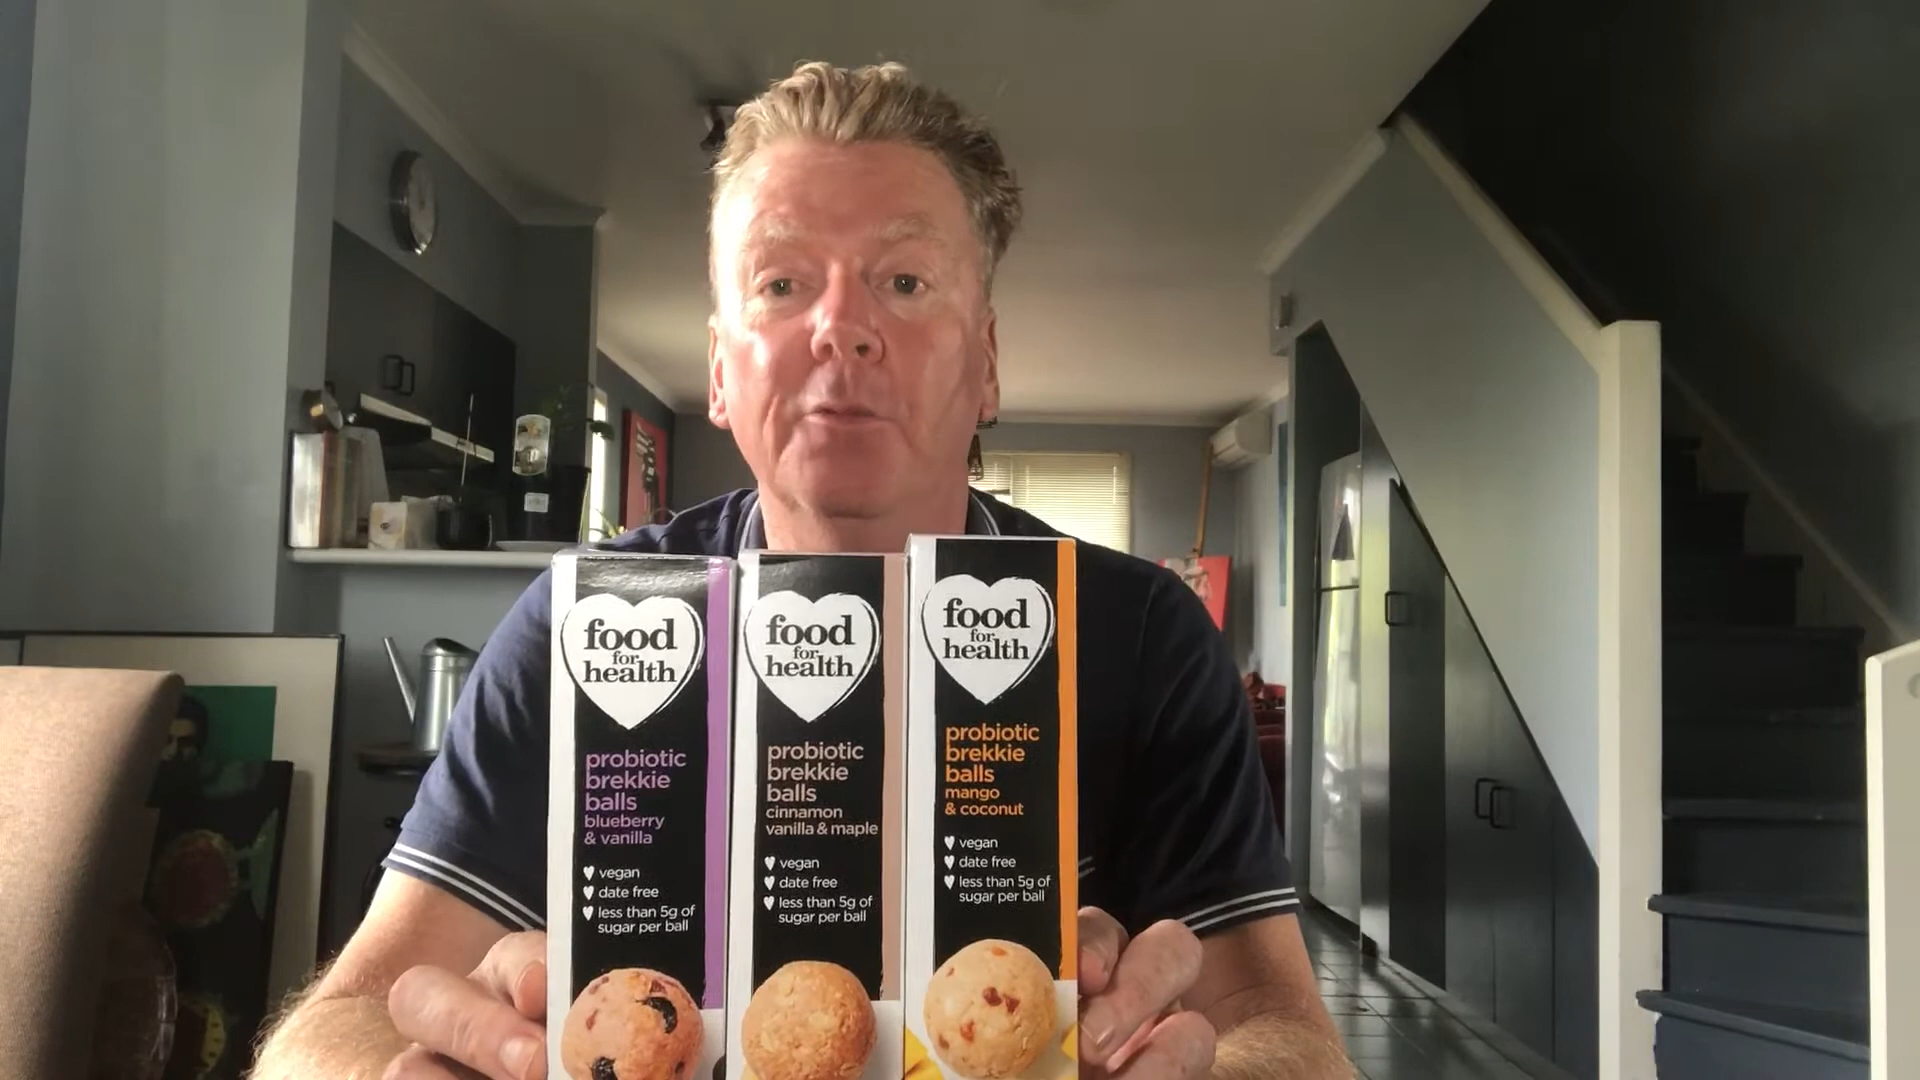 food
for
health
probiotic
brekkie
balls
blueberry
& vanilla
vegan
date free
less than 5g of
sugar per ball
food
for
health
probiotic
brekkie
balls
cinnamon
vanilla & maple
vegan
date free
less than 5g of
sugar per ball
food
for
health
probiotic
brekkie
balls
mango
& coconut
vegan
date free
less than 5g of
sugar per ball